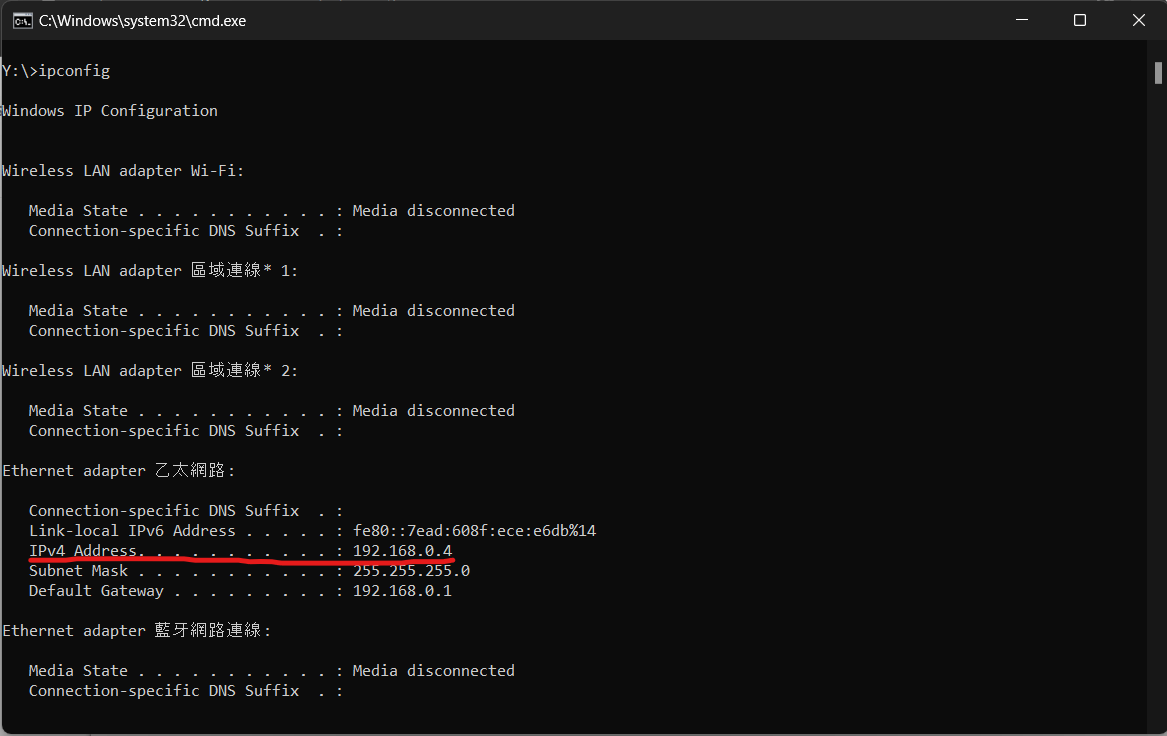 C:\Windows\system32\cmd.exe
Y:\>ipconfig
Windows IP Configuration
Wireless LAN adapter Wi-Fi:
Media State . . . . . . . . . . . : Media disconnected
Connection-specific DNS Suffix  . :
Wireless LAN adapter 區域連線* 1:
Media State . . . . . . . . . . . : Media disconnected
Connection-specific DNS Suffix  . :
Wireless LAN adapter 區域連線* 2:
Media State . . . . . . . . . . . : Media disconnected
Connection-specific DNS Suffix  . :
Ethernet adapter 乙太網路:
Connection-specific DNS Suffix  . :
Link-local IPv6 Address . . . . . : fe80::7ead:608f:ece:e6db%14
IPv4 Address. . . . . . . . . . . : 192.168.0.4
Subnet Mask . . . . . . . . . . . : 255.255.255.0
Default Gateway . . . . . . . . . : 192.168.0.1
Ethernet adapter 藍牙網路連線:
Media State . . . . . . . . . . . : Media disconnected
Connection-specific DNS Suffix  . :